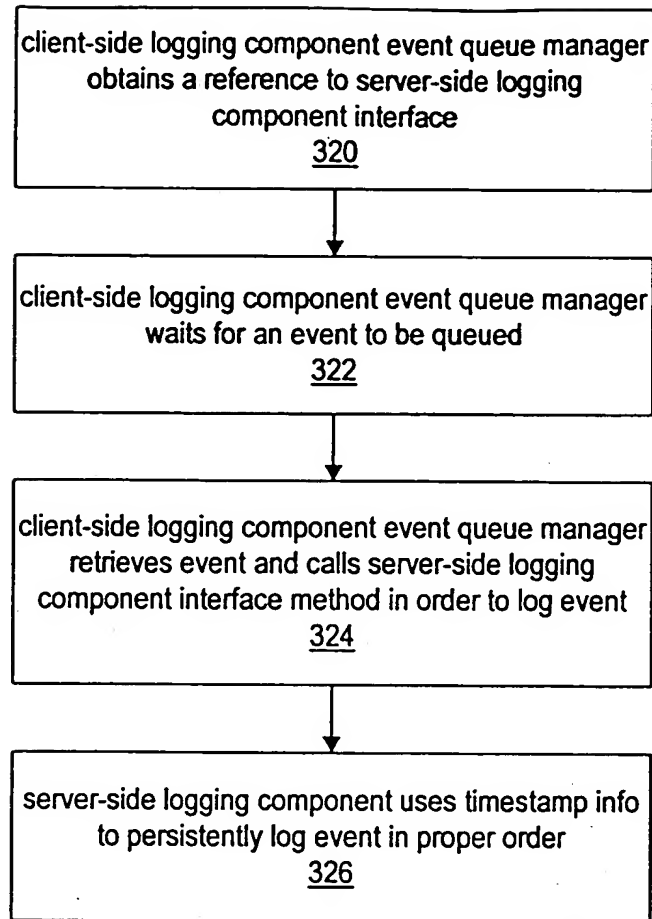 client-side logging component event queue manager
obtains a reference to server-side logging
component interface
320
client-side logging component event queue manager
waits for an event to be queued
322
client-side logging component event queue manager
retrieves event and calls server-side logging
component interface method in order to log event
324
server-side logging component uses timestamp info
to persistently log event in proper order
326